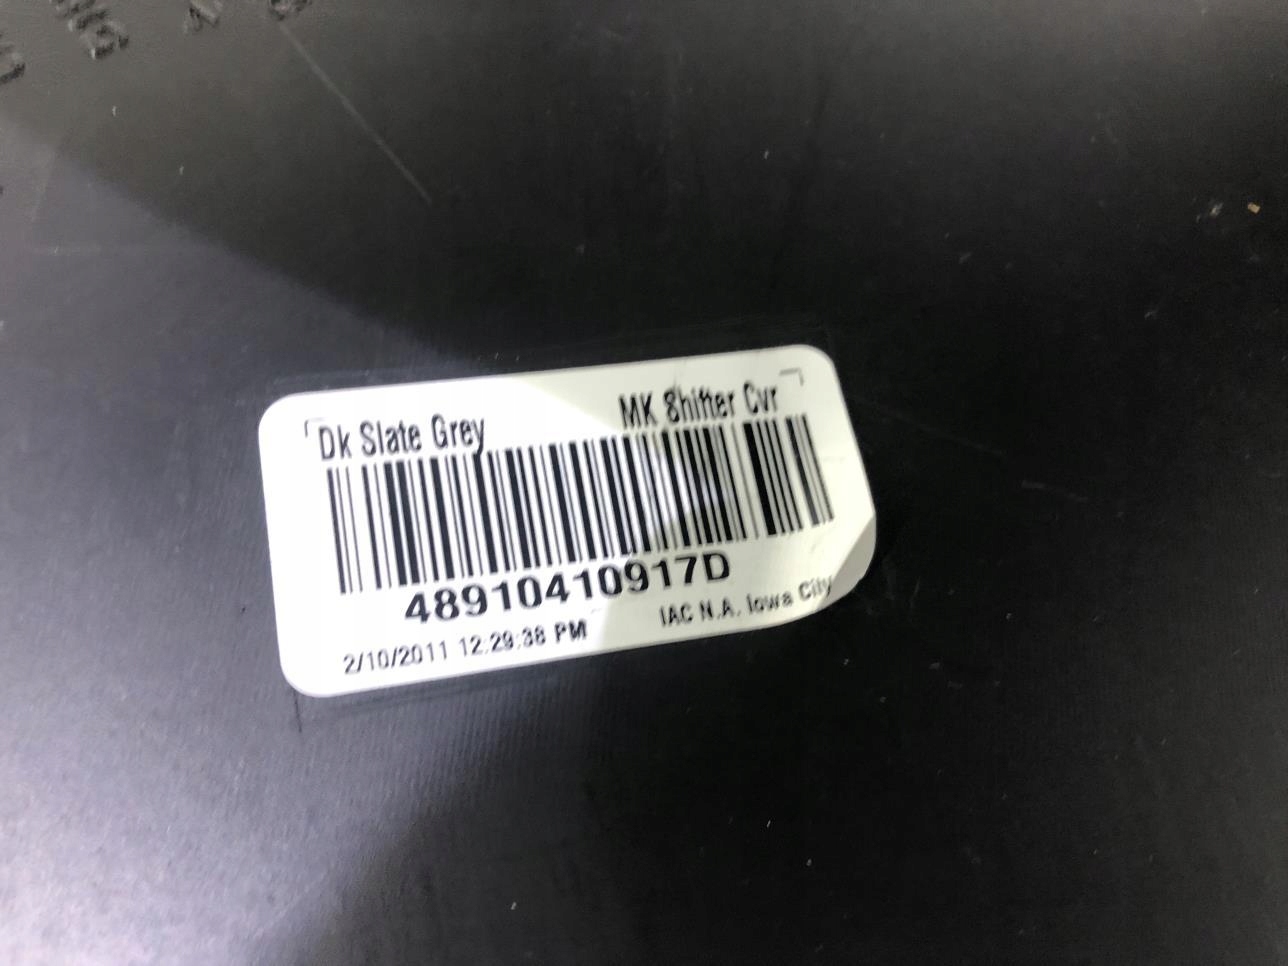 Dk Slate Grey MK Shifter Cvr
48910410917D
2/10/2011 12:29:38 PM IAC N.A. Iowa City